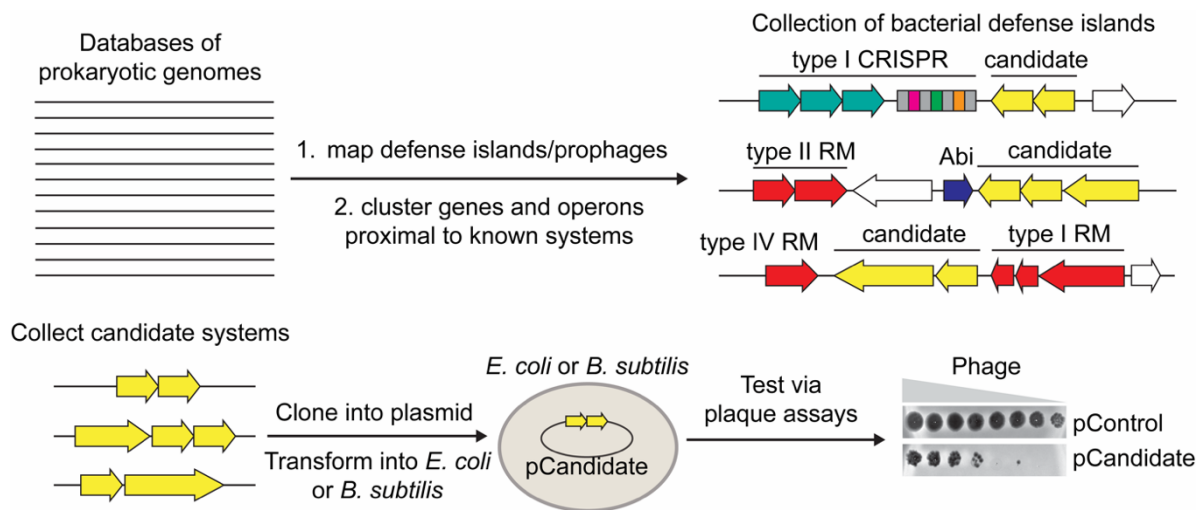 Databases of
prokaryotic genomes
1. map defense islands/prophages
2. cluster genes and operons
proximal to known systems
Collection of bacterial defense islands
type I CRISPR
candidate
type II RM
Abi
candidate
type IV RM
candidate
type I RM
Collect candidate systems
Clone into plasmid
Transform into E. coli
or B. subtilis
E. coli or B. subtilis
pCandidate
Test via
plaque assays
Phage
pControl
pCandidate